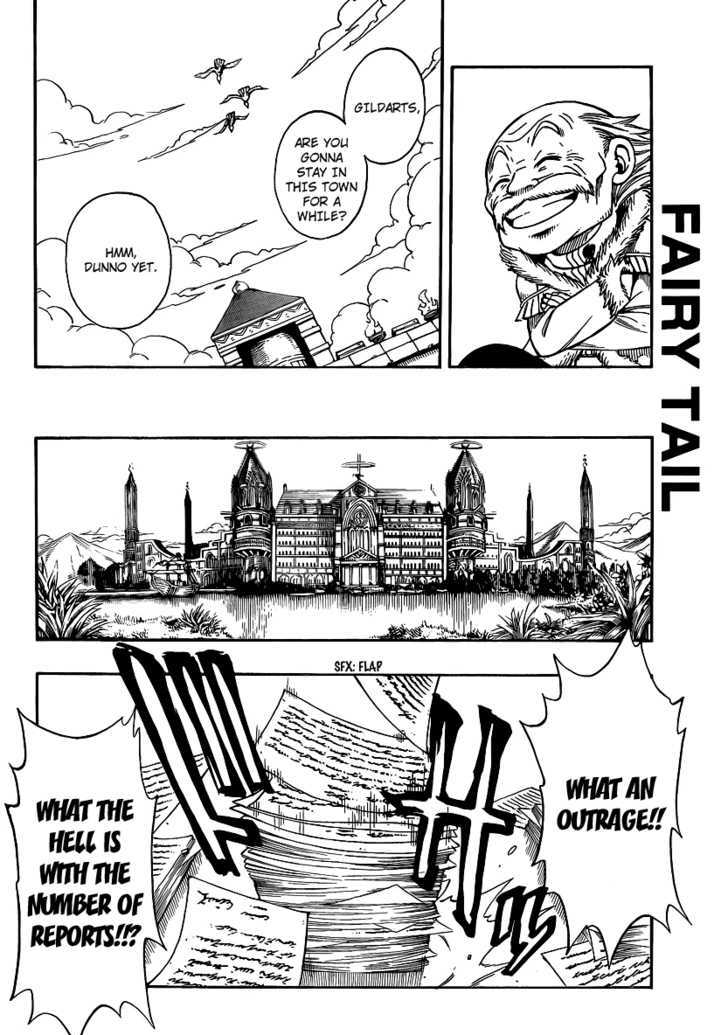 FAIRY TAIL
GILDARTS,
ARE YOU
GONNA
STAY IN
THIS TOWN
FOR A
WHILE?
HMM,
DUNNO YET.
SFX: FLAP
WHAT AN
OUTRAGE!!
WHAT THE
HELL IS
WITH THE
NUMBER OF
REPORTS!!!?